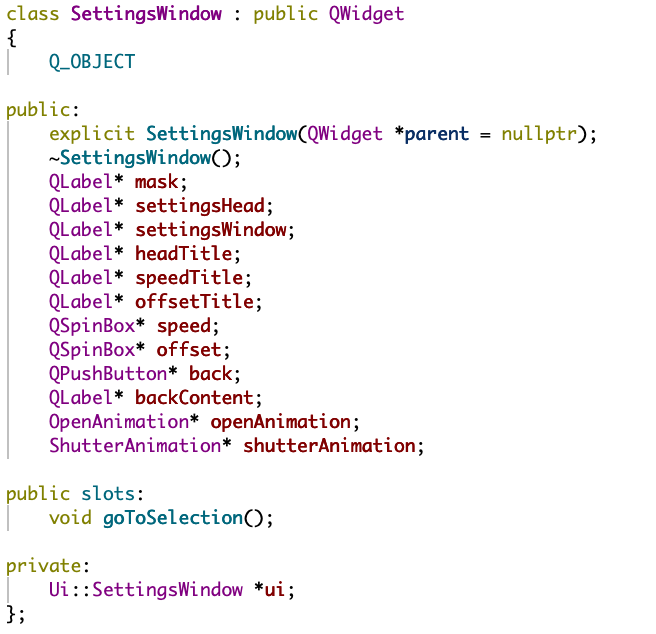 class SettingsWindow : public QWidget
{
    Q_OBJECT

public:
    explicit SettingsWindow(QWidget *parent = nullptr);
    ~SettingsWindow();
    QLabel* mask;
    QLabel* settingsHead;
    QLabel* settingsWindow;
    QLabel* headTitle;
    QLabel* speedTitle;
    QLabel* offsetTitle;
    QSpinBox* speed;
    QSpinBox* offset;
    QPushButton* back;
    QLabel* backContent;
    OpenAnimation* openAnimation;
    ShutterAnimation* shutterAnimation;

public slots:
    void goToSelection();

private:
    Ui::SettingsWindow *ui;
};